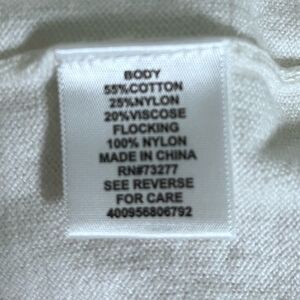 BODY
55%COTTON
25%NYLON
20%VISCOSE
FLOCKING
100% NYLON
MADE IN CHINA
RN#73277
SEE REVERSE
FOR CARE
400956806792